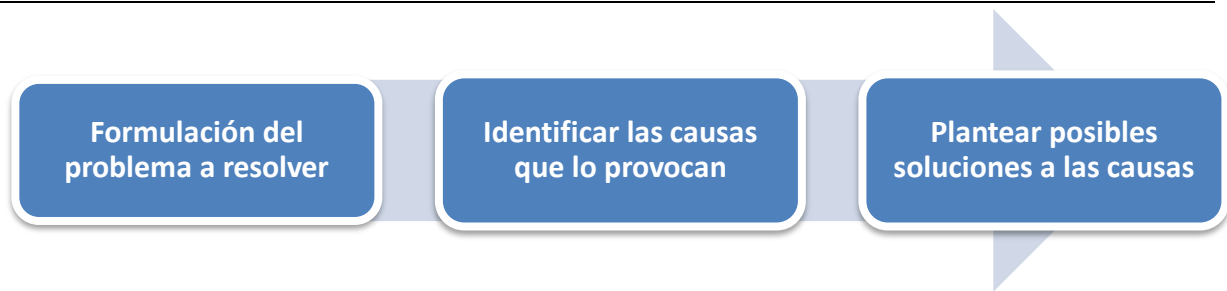 Formulación del
problema a resolver
Identificar las causas
que lo provocan
Plantear posibles
soluciones a las causas